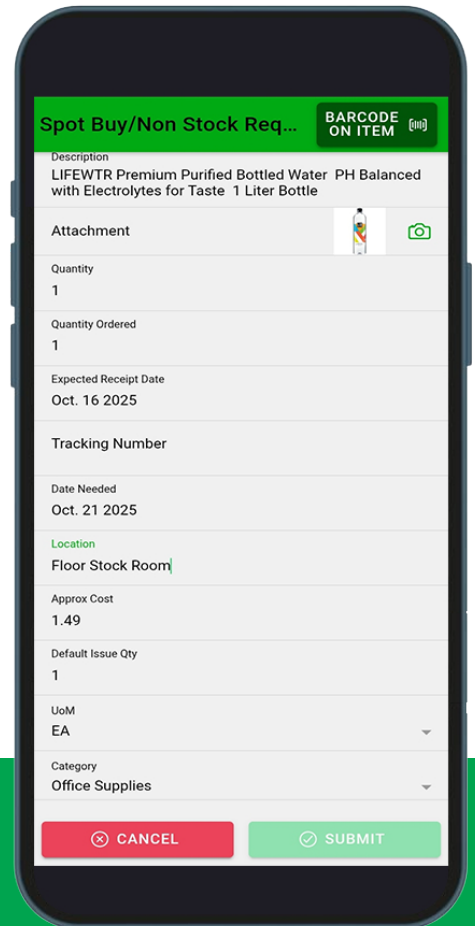 Spot Buy/Non Stock Req...
BARCODE
ON ITEM
Description
LIFEWTR Premium Purified Bottled Water  PH Balanced
with Electrolytes for Taste  1 Liter Bottle
Attachment
Quantity
1
Quantity Ordered
1
Expected Receipt Date
Oct. 16 2025
Tracking Number
Date Needed
Oct. 21 2025
Location
Floor Stock Room
Approx Cost
1.49
Default Issue Qty
1
UoM
EA
Category
Office Supplies
CANCEL
SUBMIT